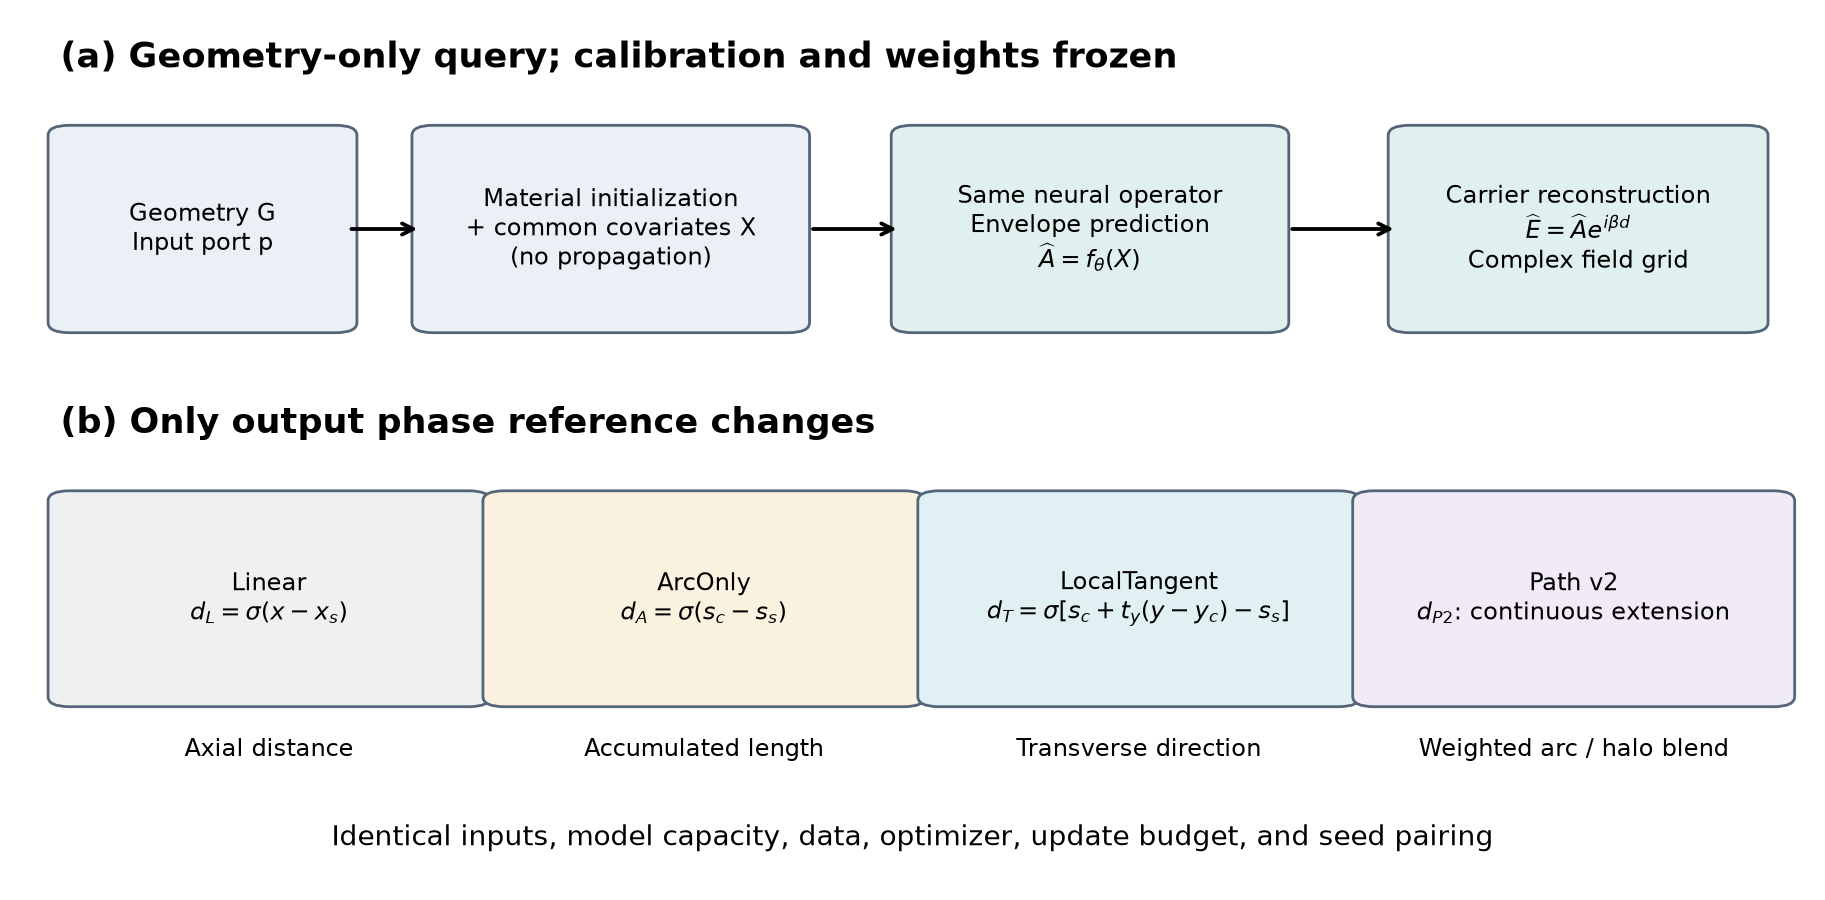 (a) Geometry-only query; calibration and weights frozen
Geometry G
Input port p
Material initialization
+ common covariates X
(no propagation)
Same neural operator
Envelope prediction
Â = f_θ(X)
Carrier reconstruction
Ê = Âe^{iβd}
Complex field grid
(b) Only output phase reference changes
Linear
d_L = σ(x − x_s)
ArcOnly
d_A = σ(s_c − s_s)
LocalTangent
d_T = σ[s_c + t_y(y − y_c) − s_s]
Path v2
d_{P2}: continuous extension
Axial distance
Accumulated length
Transverse direction
Weighted arc / halo blend
Identical inputs, model capacity, data, optimizer, update budget, and seed pairing